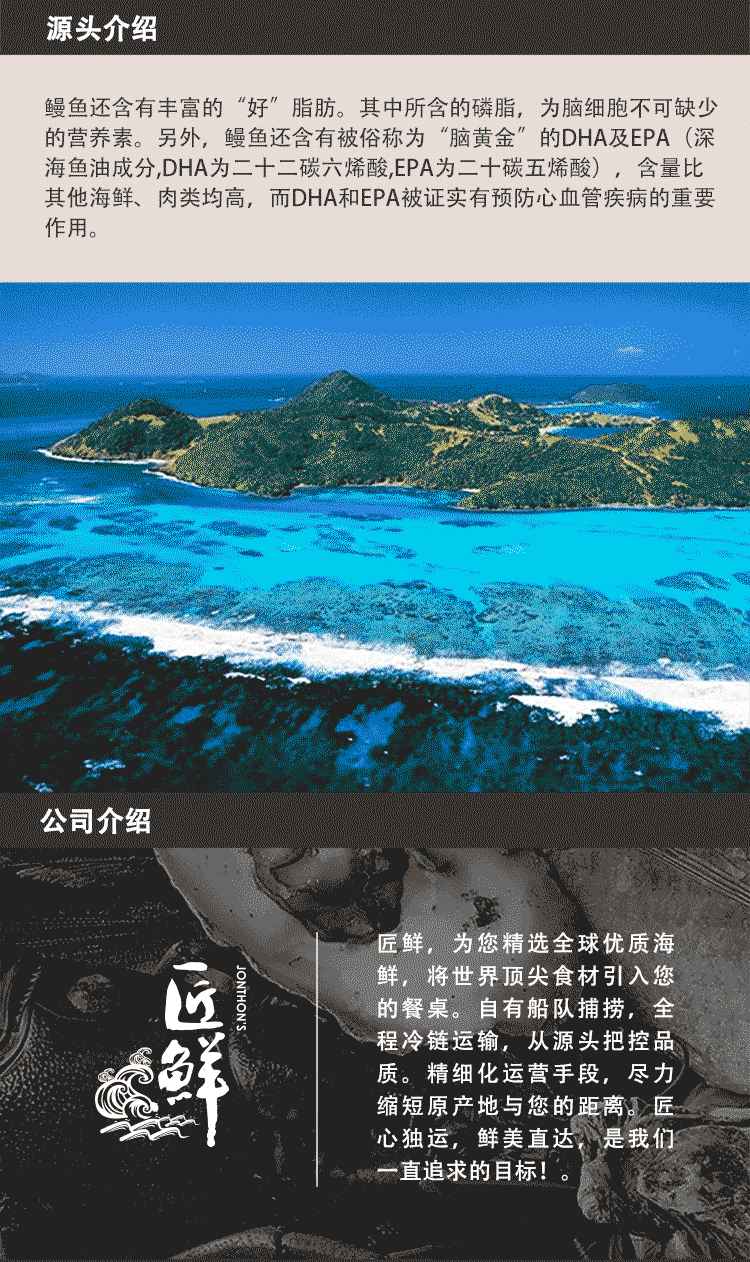 源头介绍
鳗鱼还含有丰富的“好”脂肪。其中所含的磷脂，为脑细胞不可缺少
的营养素。另外，鳗鱼还含有被俗称为“脑黄金”的DHA及EPA（深
海鱼油成分,DHA为二十二碳六烯酸,EPA为二十碳五烯酸），含量比
其他海鲜、肉类均高，而DHA和EPA被证实有预防心血管疾病的重要
作用。
公司介绍
匠鲜
JONTHON'S
匠鲜，为您精选全球优质海
鲜，将世界顶尖食材引入您
的餐桌。自有船队捕捞，全
程冷链运输，从源头把控品
质。精细化运营手段，尽力
缩短原产地与您的距离。匠
心独运，鲜美直达，是我们
一直追求的目标！。